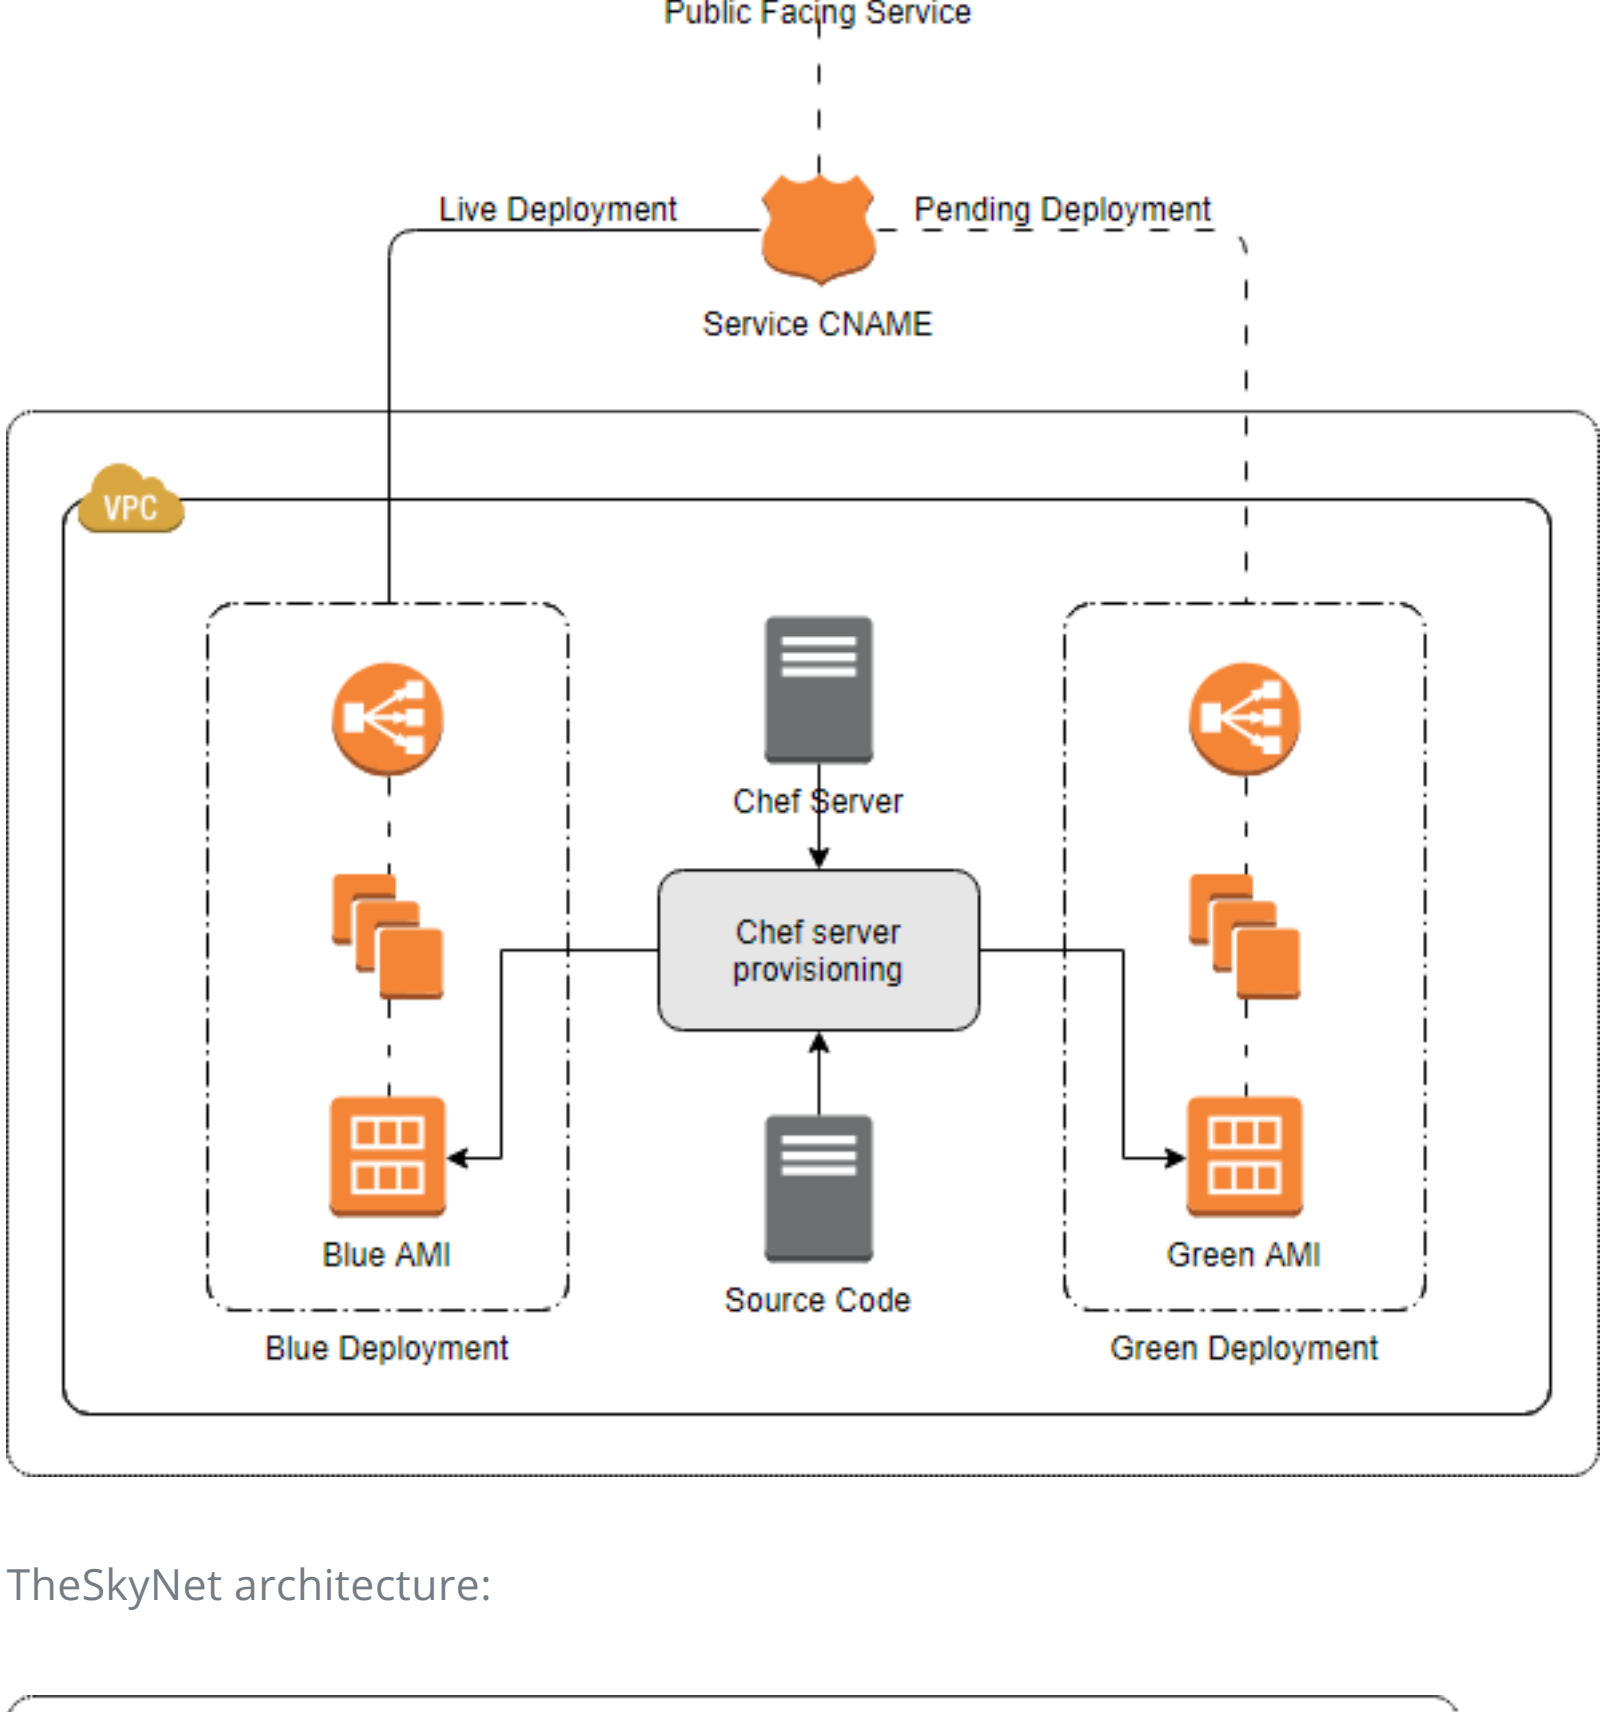 Public Facing Service
Live Deployment
Pending Deployment
Service CNAME
VPC
Chef Server
Chef server
provisioning
Blue AMI
Green AMI
Source Code
Blue Deployment
Green Deployment
TheSkyNet architecture: